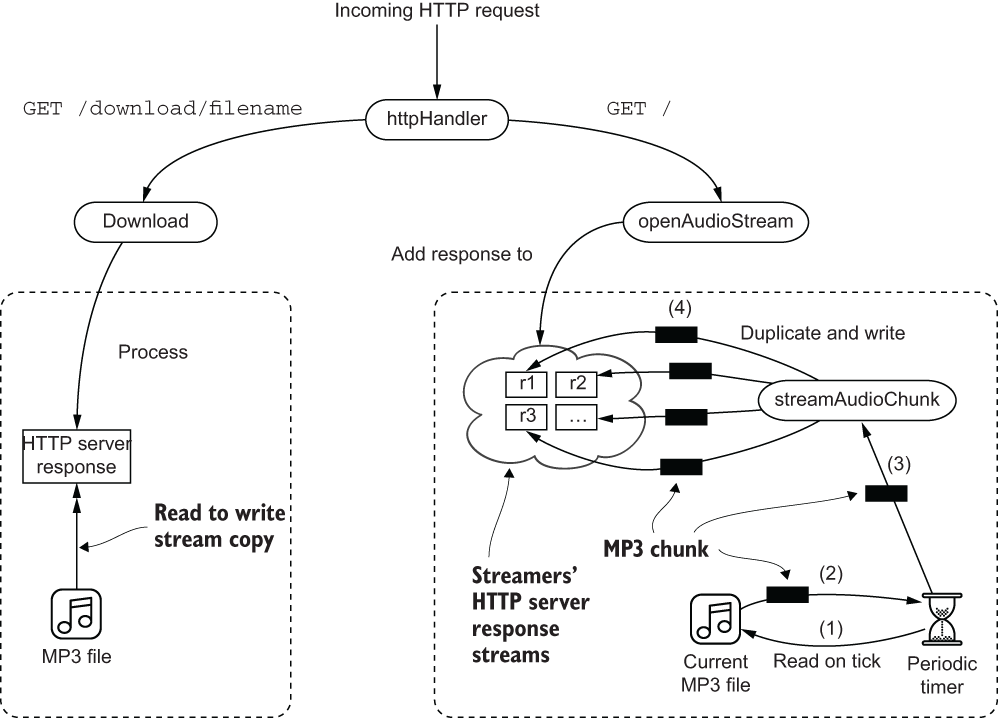 Incoming HTTP request
GET /download/filename
GET /
httpHandler
Download
openAudioStream
Add response to
Process
HTTP server
response
Read to write
stream copy
MP3 file
(4)
Duplicate and write
r1
r2
r3
...
streamAudioChunk
(3)
MP3 chunk
Streamers’
HTTP server
response
streams
(2)
(1)
Read on tick
Current
MP3 file
Periodic
timer